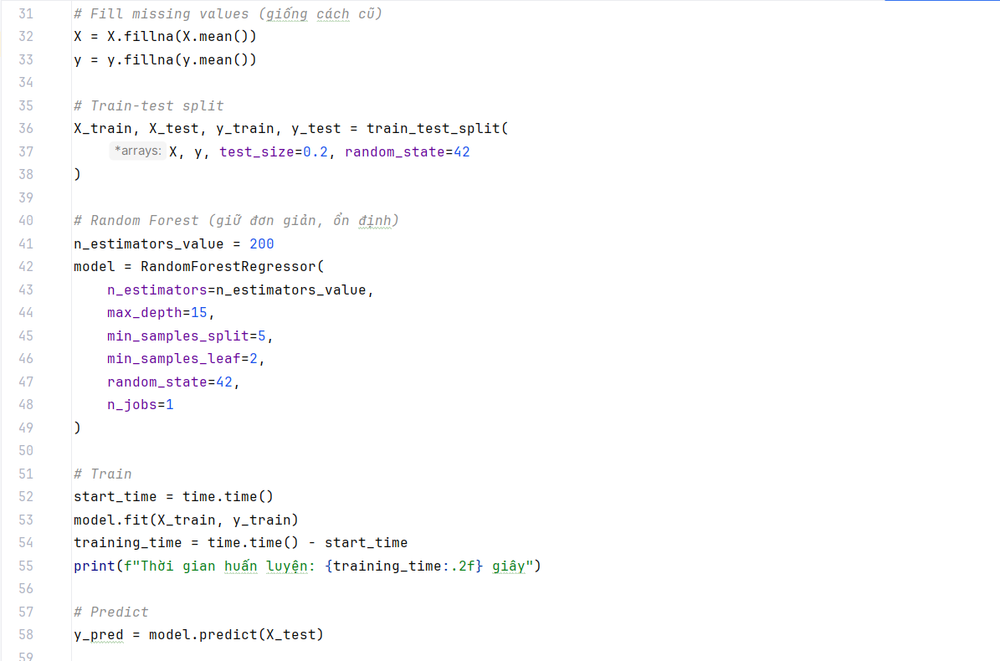 31 # Fill missing values (giống cách cũ)
32 X = X.fillna(X.mean())
33 y = y.fillna(y.mean())
34
35 # Train-test split
36 X_train, X_test, y_train, y_test = train_test_split(
37     *arrays: X, y, test_size=0.2, random_state=42
38 )
39
40 # Random Forest (giữ đơn giản, ổn định)
41 n_estimators_value = 200
42 model = RandomForestRegressor(
43     n_estimators=n_estimators_value,
44     max_depth=15,
45     min_samples_split=5,
46     min_samples_leaf=2,
47     random_state=42,
48     n_jobs=1
49 )
50
51 # Train
52 start_time = time.time()
53 model.fit(X_train, y_train)
54 training_time = time.time() - start_time
55 print(f"Thời gian huấn luyện: {training_time:.2f} giây")
56
57 # Predict
58 y_pred = model.predict(X_test)
59